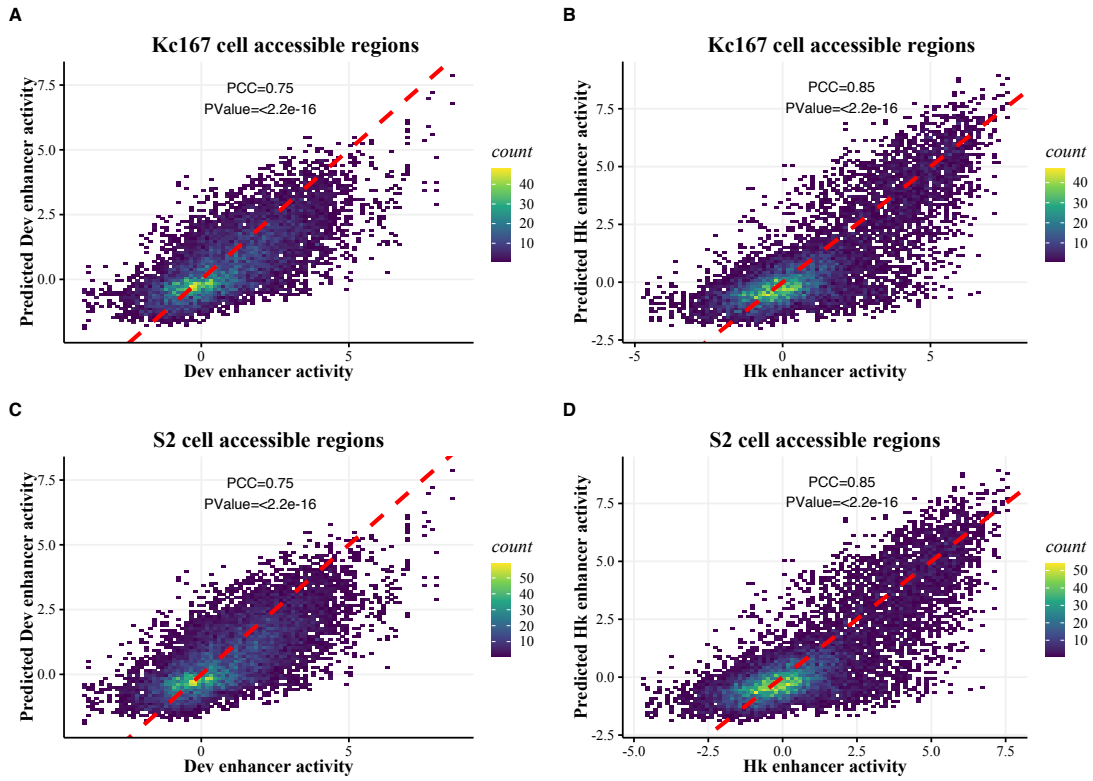 A
Kc167 cell accessible regions
PCC=0.75
PValue=<2.2e-16
Predicted Dev enhancer activity
7.5
5.0
2.5
0.0
0
5
Dev enhancer activity
count
40
30
20
10
B
Kc167 cell accessible regions
PCC=0.85
PValue=<2.2e-16
Predicted Hk enhancer activity
7.5
5.0
2.5
0.0
-2.5
-5
0
5
Hk enhancer activity
count
40
30
20
10
C
S2 cell accessible regions
PCC=0.75
PValue=<2.2e-16
Predicted Dev enhancer activity
7.5
5.0
2.5
0.0
0
5
Dev enhancer activity
count
50
40
30
20
10
D
S2 cell accessible regions
PCC=0.85
PValue=<2.2e-16
Predicted Hk enhancer activity
7.5
5.0
2.5
0.0
-2.5
-5.0
-2.5
0.0
2.5
5.0
7.5
Hk enhancer activity
count
50
40
30
20
10